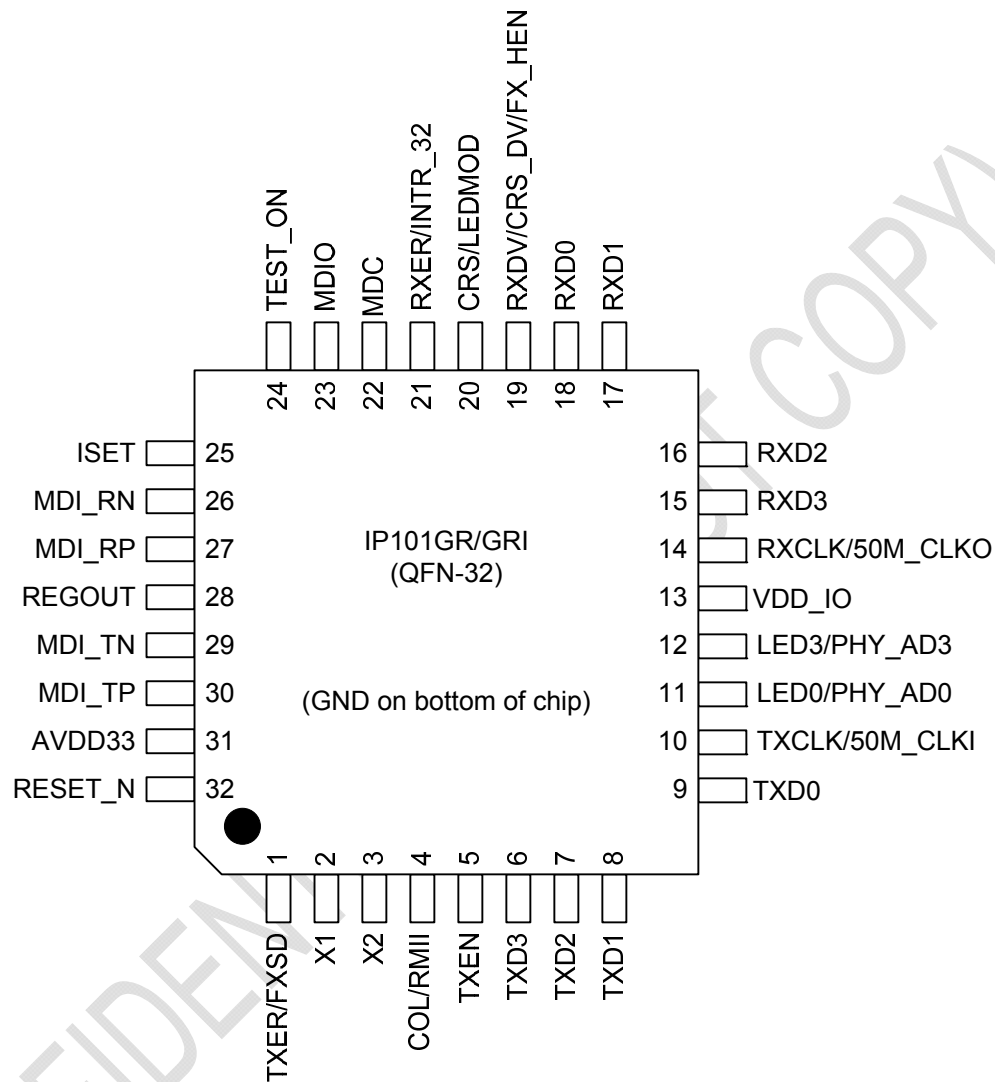 24 TEST_ON
23 MDIO
22 MDC
21 RXER/INTR_32
20 CRS/LEDMOD
19 RXDV/CRS_DV/FX_HEN
18 RXD0
17 RXD1
ISET 25
MDI_RN 26
MDI_RP 27
REGOUT 28
MDI_TN 29
MDI_TP 30
AVDD33 31
RESET_N 32
IP101GR/GRI
(QFN-32)
(GND on bottom of chip)
16 RXD2
15 RXD3
14 RXCLK/50M_CLKO
13 VDD_IO
12 LED3/PHY_AD3
11 LED0/PHY_AD0
10 TXCLK/50M_CLKI
9 TXD0
TXER/FXSD 1
X1 2
X2 3
COL/RMII 4
TXEN 5
TXD3 6
TXD2 7
TXD1 8
COPY)